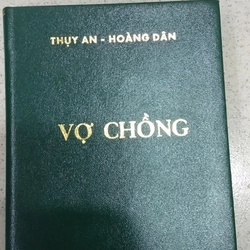 THỤY AN - HOÀNG DÂN
VỢ CHỒNG